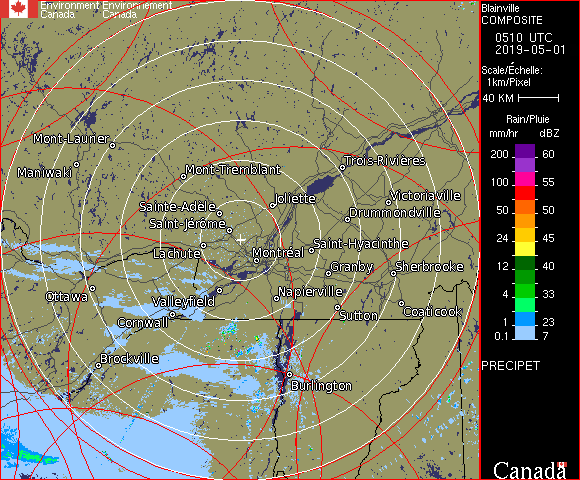 Environment Environnement
Canada Canada
Blainville
COMPOSITE
0510 UTC
2019-05-01
Scale/Échelle:
1km/Pixel
40 KM
Rain/Pluie
mm/hr dBZ
200 60
100 55
50 50
24 45
12 40
4 33
1 23
0.1 7
PRECIPET
Canada
Mont-Laurier
Maniwaki
Mont-Tremblant
Trois-Rivières
Joliette
Victoriaville
Sainte-Adele
Drummondville
Saint-Jérôme
Lachute
Montréal
Saint-Hyacinthe
Granby
Sherbrooke
Ottawa
Valleyfield
Napierville
Cornwall
Sutton
Coaticook
Brockville
Burlington